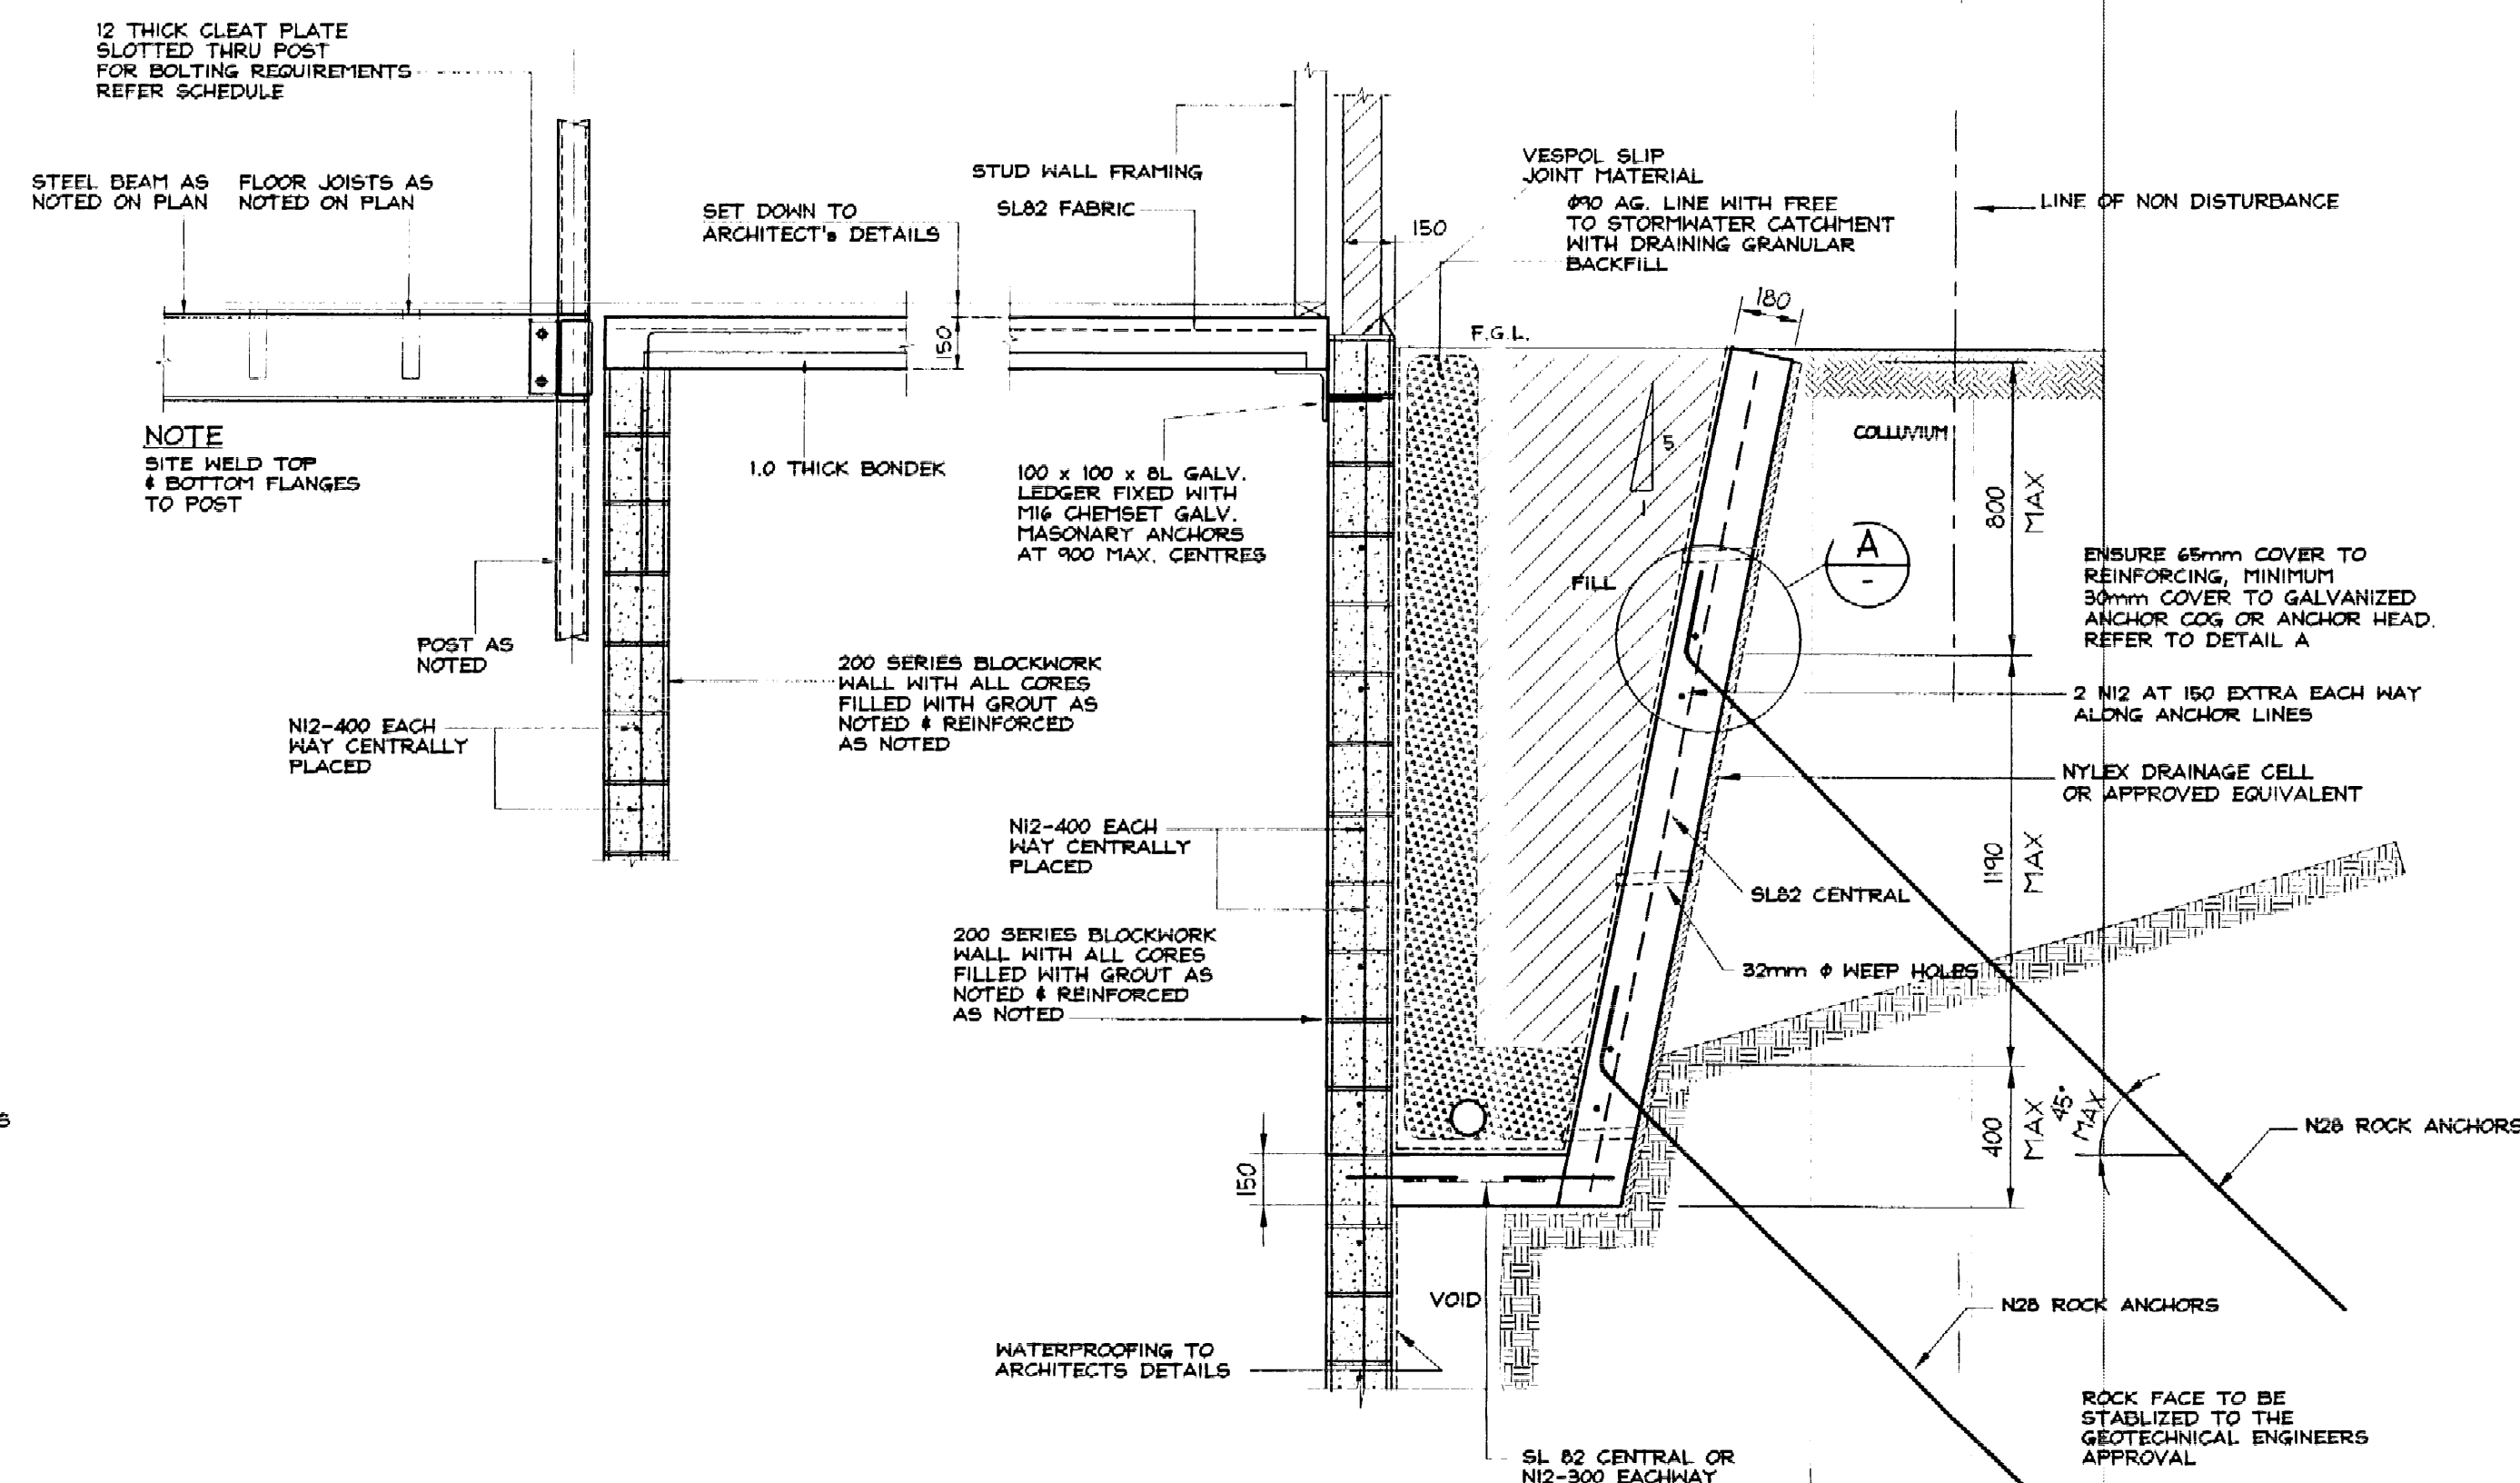 12 THICK CLEAT PLATE
SLOTTED THRU POST
FOR BOLTING REQUIREMENTS
REFER SCHEDULE
STEEL BEAM AS
NOTED ON PLAN
FLOOR JOISTS AS
NOTED ON PLAN
SET DOWN TO
ARCHITECT's DETAILS
STUD WALL FRAMING
SL82 FABRIC
VESPOL SLIP
JOINT MATERIAL
150
φ90 AG. LINE WITH FREE
TO STORMWATER CATCHMENT
WITH DRAINING GRANULAR
BACKFILL
LINE OF NON DISTURBANCE
180
F.G.L.
150
NOTE
SITE WELD TOP
& BOTTOM FLANGES
TO POST
1.0 THICK BONDEK
100 x 100 x 8L GALV.
LEDGER FIXED WITH
M16 CHEMSET GALV.
MASONARY ANCHORS
AT 900 MAX. CENTRES
5
1
COLLUVIUM
800
MAX
A
-
FILL
ENSURE 65mm COVER TO
REINFORCING, MINIMUM
30mm COVER TO GALVANIZED
ANCHOR COG OR ANCHOR HEAD.
REFER TO DETAIL A
POST AS
NOTED
200 SERIES BLOCKWORK
WALL WITH ALL CORES
FILLED WITH GROUT AS
NOTED & REINFORCED
AS NOTED
2 N12 AT 150 EXTRA EACH WAY
ALONG ANCHOR LINES
N12-400 EACH
WAY CENTRALLY
PLACED
NYLEX DRAINAGE CELL
OR APPROVED EQUIVALENT
N12-400 EACH
WAY CENTRALLY
PLACED
1190
MAX
SL82 CENTRAL
200 SERIES BLOCKWORK
WALL WITH ALL CORES
FILLED WITH GROUT AS
NOTED & REINFORCED
AS NOTED
32mm φ WEEP HOLES
400
MAX
45°
MAX
N28 ROCK ANCHORS
S
150
VOID
N28 ROCK ANCHORS
WATERPROOFING TO
ARCHITECTS DETAILS
ROCK FACE TO BE
STABLIZED TO THE
GEOTECHNICAL ENGINEERS
APPROVAL
SL 82 CENTRAL OR
N12-300 EACHWAY